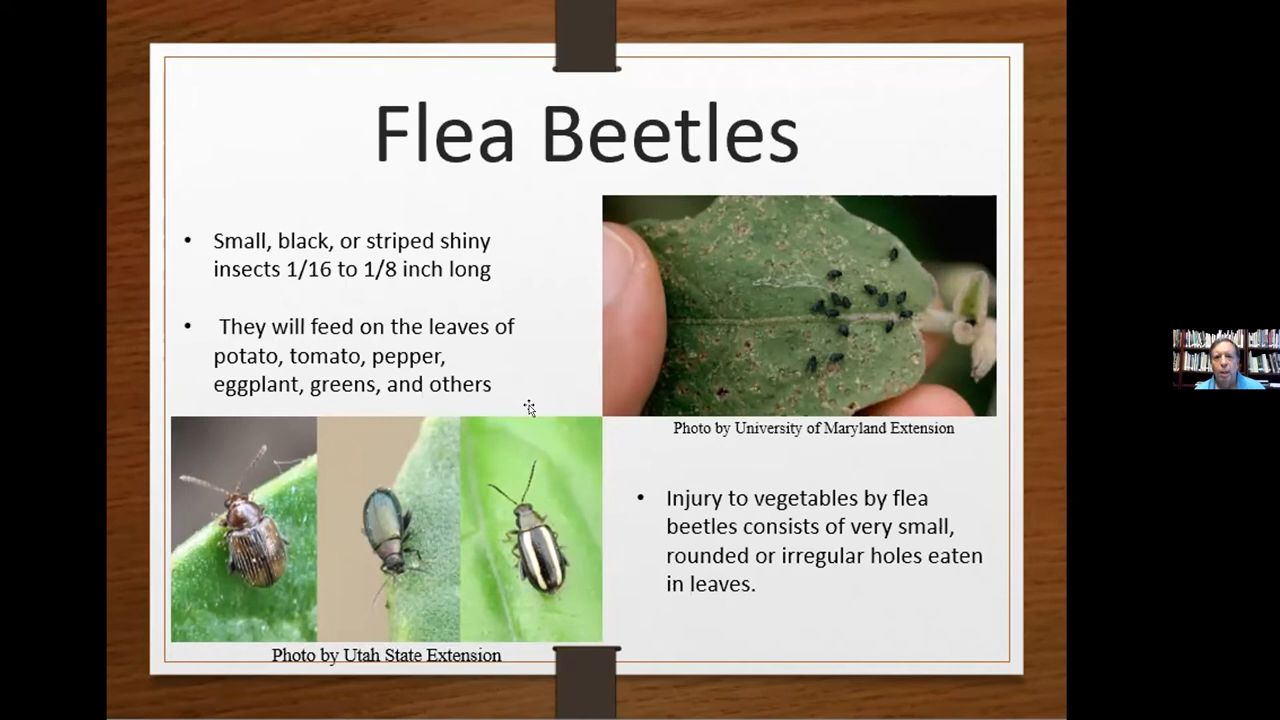 Flea Beetles
• Small, black, or striped shiny
insects 1/16 to 1/8 inch long
• They will feed on the leaves of
potato, tomato, pepper,
eggplant, greens, and others
Photo by University of Maryland Extension
• Injury to vegetables by flea
beetles consists of very small,
rounded or irregular holes eaten
in leaves.
Photo by Utah State Extension